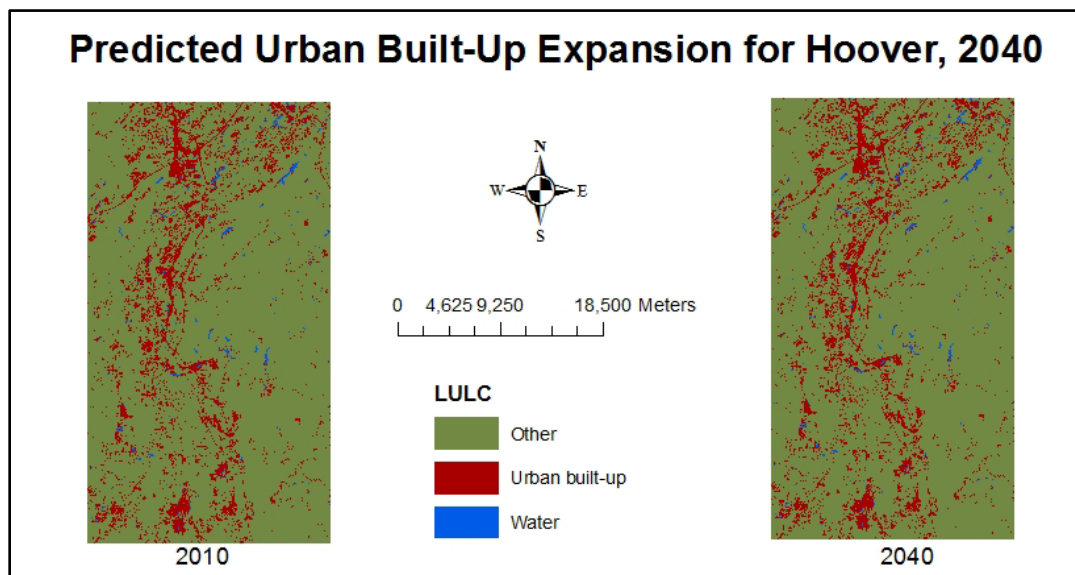 Predicted Urban Built-Up Expansion for Hoover, 2040
N
W E
S
0 4,625 9,250 18,500 Meters
LULC
Other
Urban built-up
Water
2010 2040